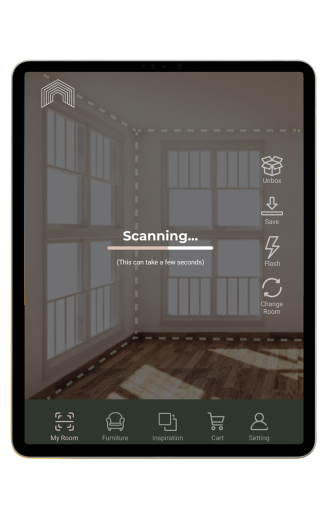 Unbox
Save
Scanning...
Flash
(This can take a few seconds)
Change
Room
My Room
Furniture
Inspiration
Cart
Setting